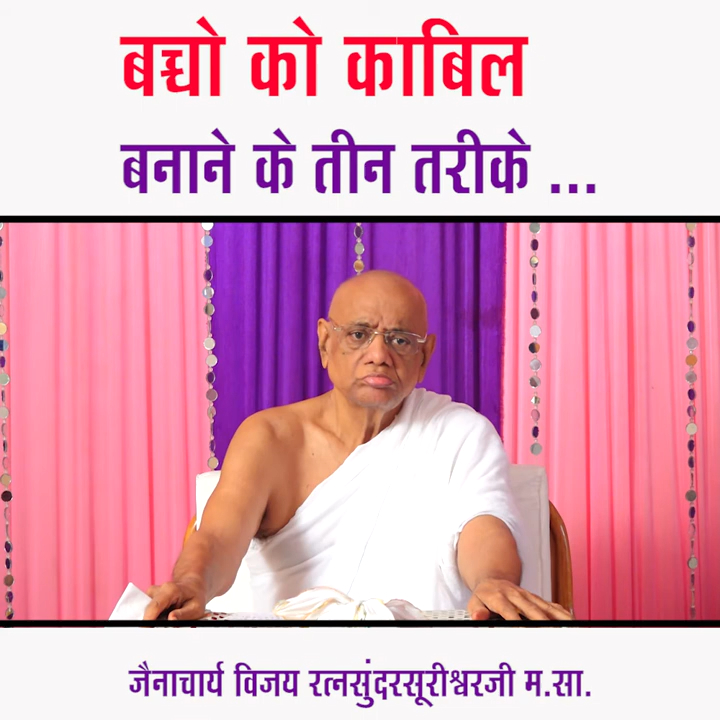 बच्चो को काबिल
बनाने के तीन तरीके ...
जैनाचार्य विजय रत्नसुंदरसूरीश्वरजी म.सा.